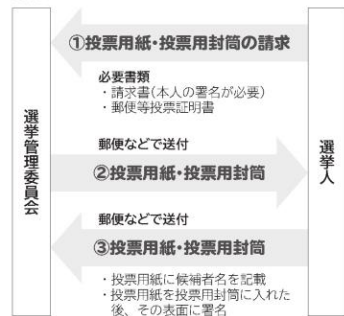 ①投票用紙・投票用封筒の請求
必要書類
・請求書(本人の署名が必要)
・郵便等投票証明書
選挙管理委員会
選挙人
郵便などで送付
②投票用紙・投票用封筒
郵便などで送付
③投票用紙・投票用封筒
・投票用紙に候補者名を記載
・投票用紙を投票用封筒に入れた
後、その表面に署名